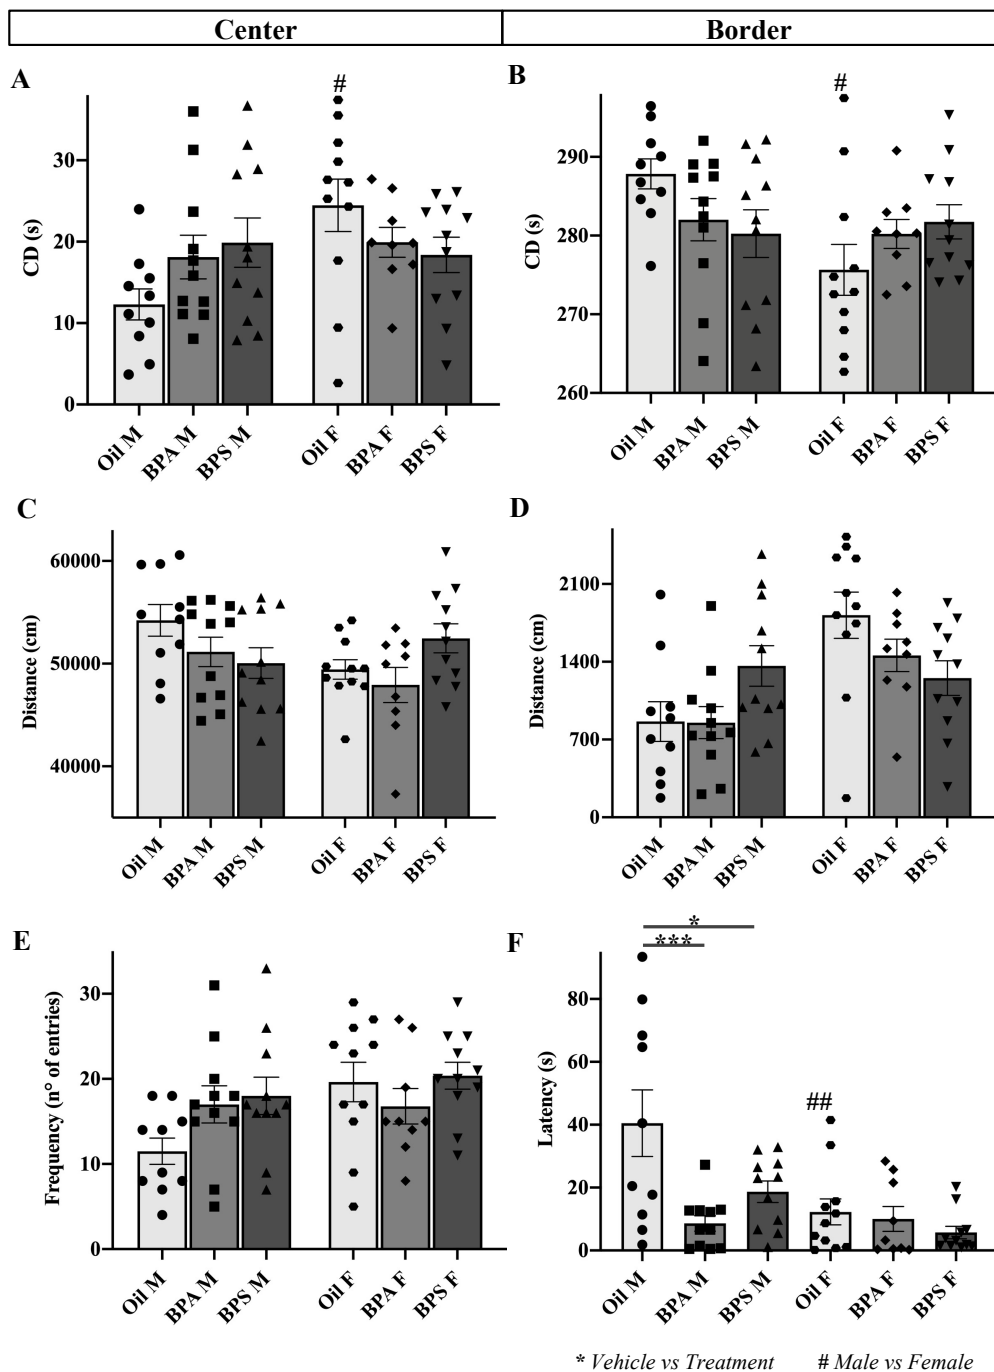 Center Border
A
#
CD (s)
30
20
10
0
Oil M BPA M BPS M Oil F BPA F BPS F
B
#
CD (s)
290
280
270
260
Oil M BPA M BPS M Oil F BPA F BPS F
C
Distance (cm)
60000
50000
40000
Oil M BPA M BPS M Oil F BPA F BPS F
D
Distance (cm)
2100
1400
700
0
Oil M BPA M BPS M Oil F BPA F BPS F
E
Frequency (n° of entries)
30
20
10
0
Oil M BPA M BPS M Oil F BPA F BPS F
F
*
***
##
Latency (s)
80
60
40
20
0
Oil M BPA M BPS M Oil F BPA F BPS F
* Vehicle vs Treatment # Male vs Female